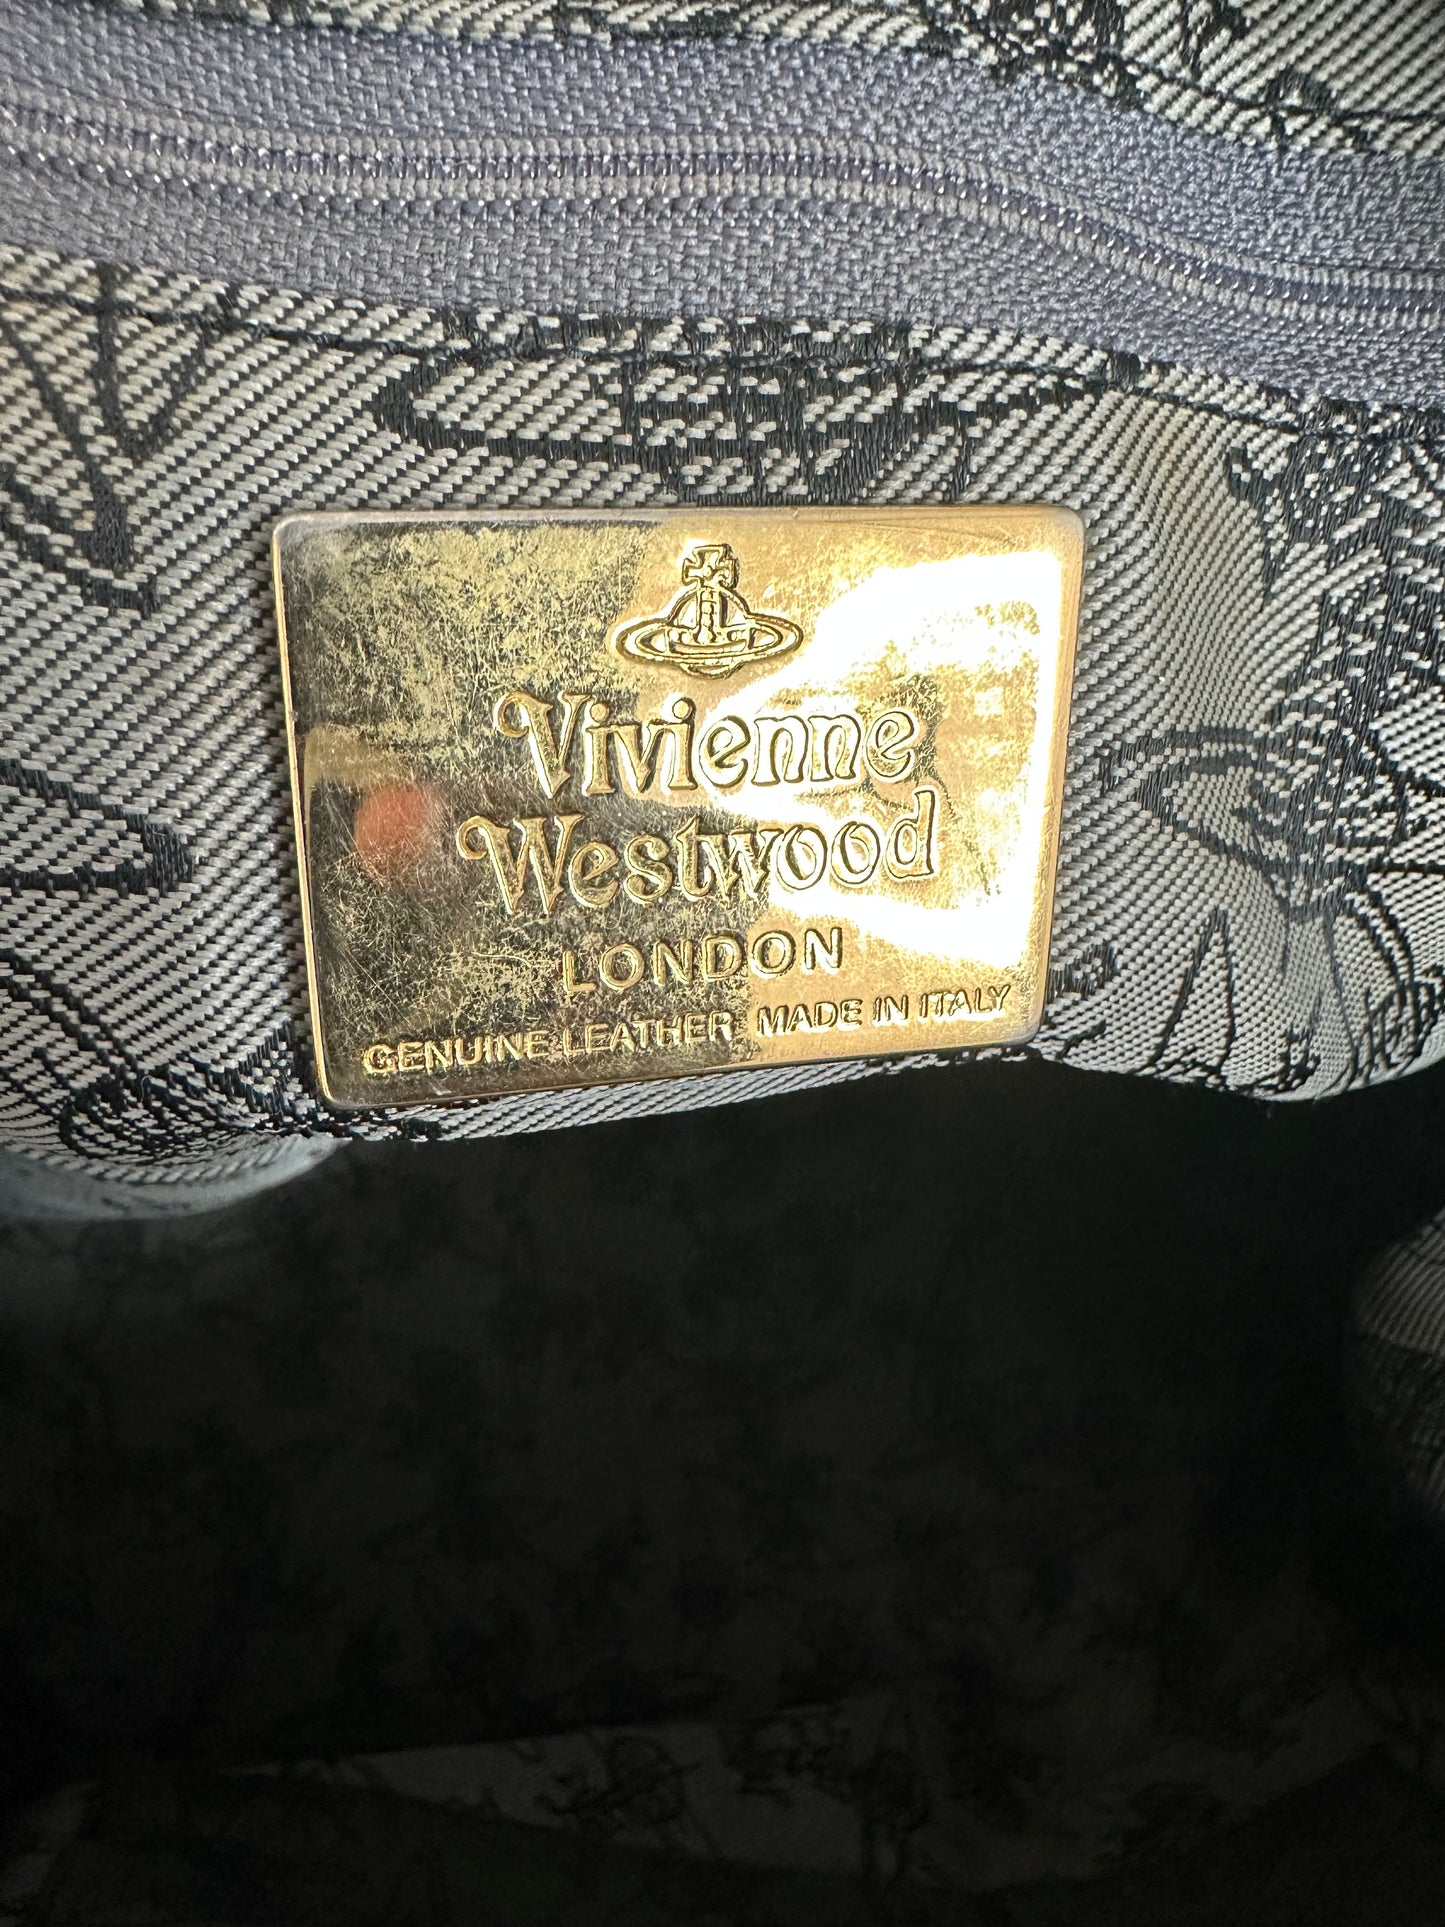 Vivienne
Westwood
LONDON
GENUINE LEATHER MADE IN ITALY